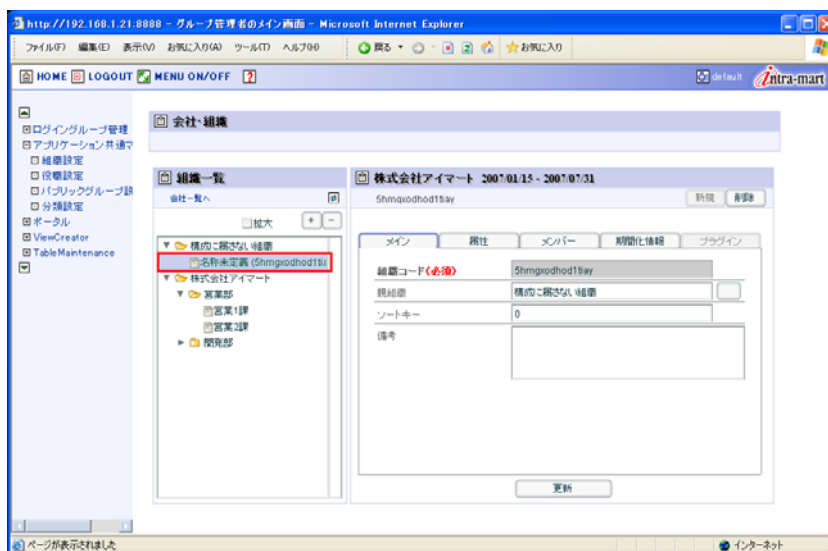 http://192.168.1.21:8888 - グループ管理者のメイン画面 - Microsoft Internet Explorer
ファイル(F) 編集(E) 表示(V) お気に入り(A) ツール(T) ヘルプ(H) 戻る お気に入り
HOME LOGOUT MENU ON/OFF ? default intra-mart
ログイングループ管理
アプリケーション共通マ
組織設定
役職設定
パブリックグループ設
分類設定
ポータル
ViewCreator
TableMaintenance
会社・組織
組織一覧
会社一覧へ
拡大 + -
構成に属さない組織
名称未定義 (5hmgxodhod1tia
株式会社アイマート
営業部
営業1課
営業2課
開発部
株式会社アイマート 2007/01/15 - 2007/07/31
5hmgxodhod1tiay 新規 削除
メイン 属性 メンバー 期間化情報 プラグイン
組織コード(必須) 5hmgxodhod1tiay
親組織 構成に属さない組織
ソートキー 0
備考
更新
ページが表示されました インターネット